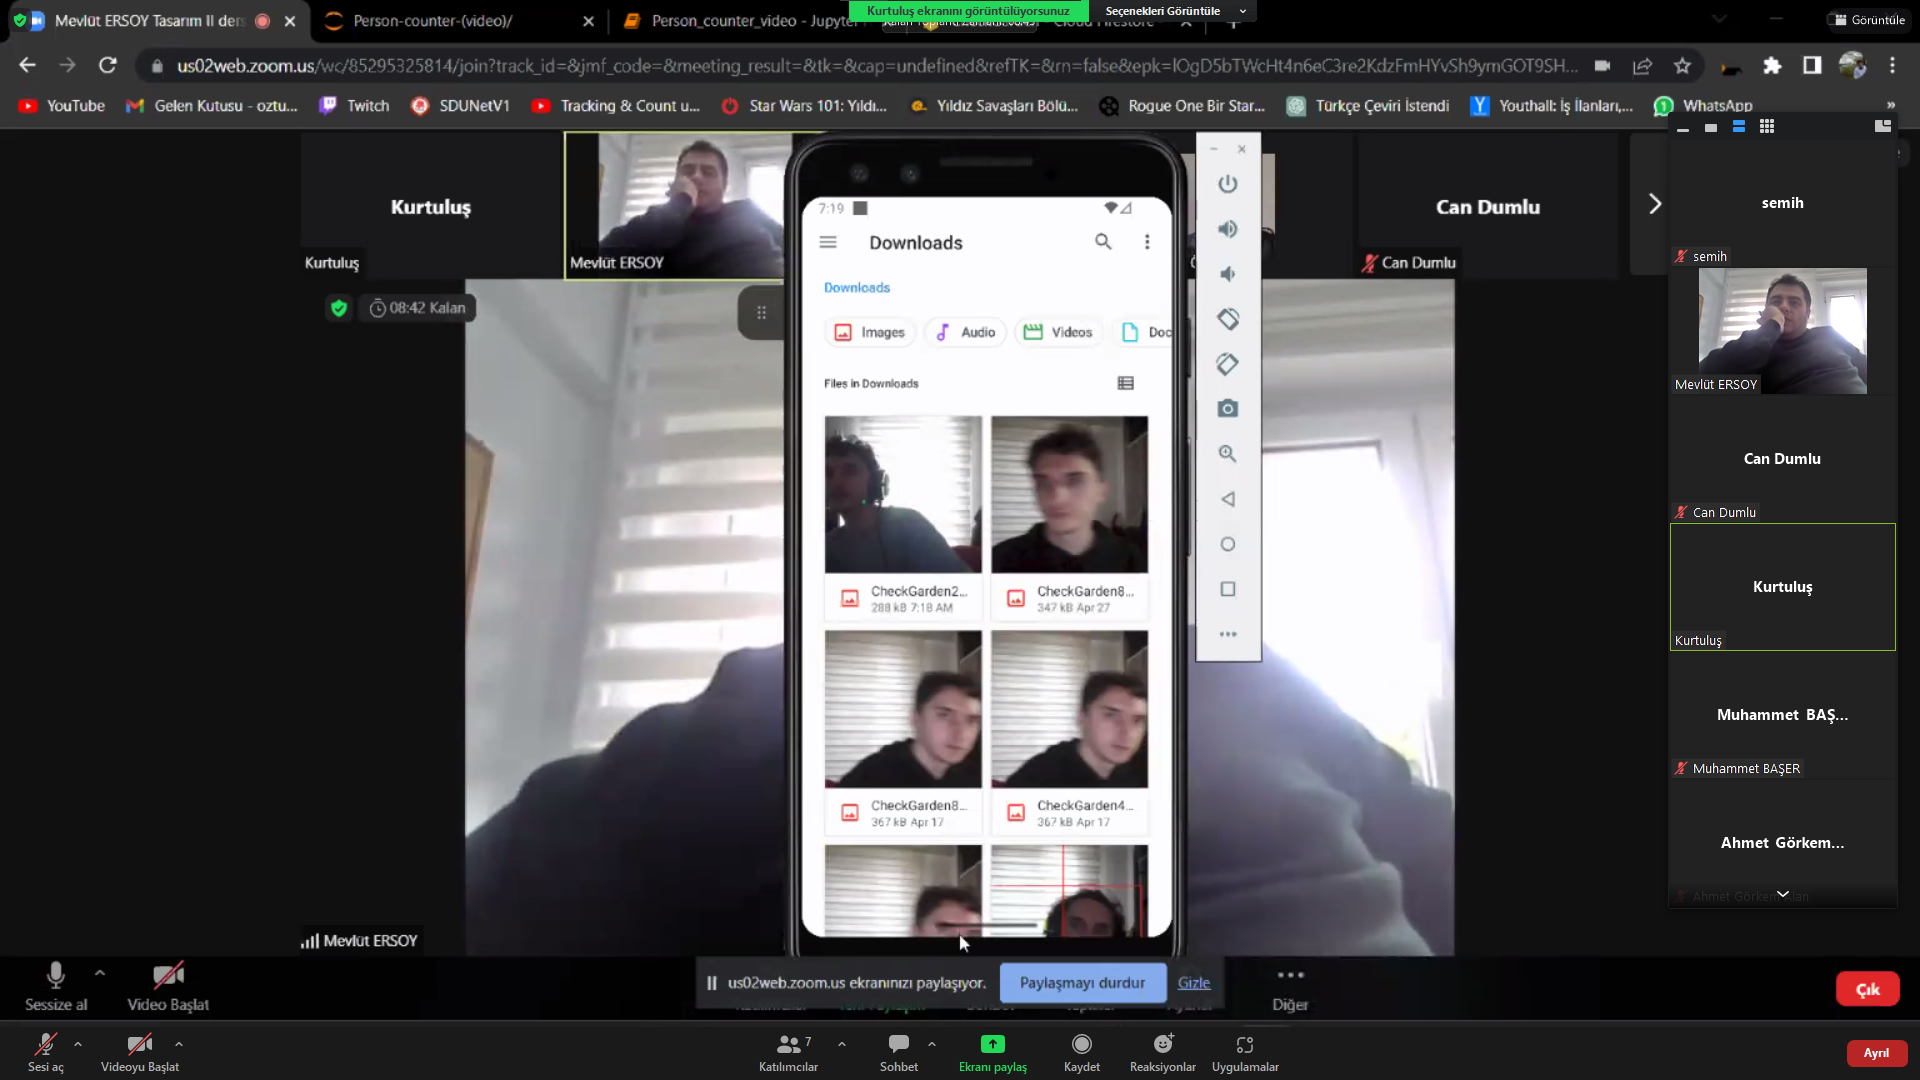 Kurtuluş ekranını görüntülüyorsunuz
Seçenekleri Görüntüle
Görüntüle
Mevlüt ERSOY Tasarım II ders
Person-counter-(video)/
Person_counter_video - Jupyter
Cloud Firestore
us02web.zoom.us/wc/85295325814/join?track_id=&jmf_code=&meeting_result=&tk=&cap=undefined&refTK=&rn=false&epk=
YouTube
Gelen Kutusu - oztu...
Twitch
SDUNetV1
Tracking & Count u...
Star Wars 101: Yıldı...
Yıldız Savaşları Bölü...
Rogue One Bir Star...
Türkçe Çeviri İstendi
Youthall: İş İlanları,...
WhatsApp
»
Kurtuluş
Kurtuluş
Mevlüt ERSOY
Can Dumlu
Can Dumlu
08:42 Kalan
7:19
Downloads
Downloads
Images
Audio
Videos
Doc
Files in Downloads
CheckGarden2...
288 kB 7:18 AM
CheckGarden8...
347 kB Apr 27
CheckGarden8...
367 kB Apr 17
CheckGarden4...
367 kB Apr 17
semih
semih
Mevlüt ERSOY
Can Dumlu
Can Dumlu
Kurtuluş
Kurtuluş
Muhammet BAŞ...
Muhammet BAŞER
Ahmet Görkem...
Ahmet Görkem Alan
Mevlüt ERSOY
us02web.zoom.us ekranınızı paylaşıyor.
Paylaşmayı durdur
Gizle
Sessize al
Video Başlat
Diğer
Çık
Sesi aç
Videoyu Başlat
7
Katılımcılar
Sohbet
Ekranı paylaş
Kaydet
Reaksiyonlar
Uygulamalar
Ayrıl